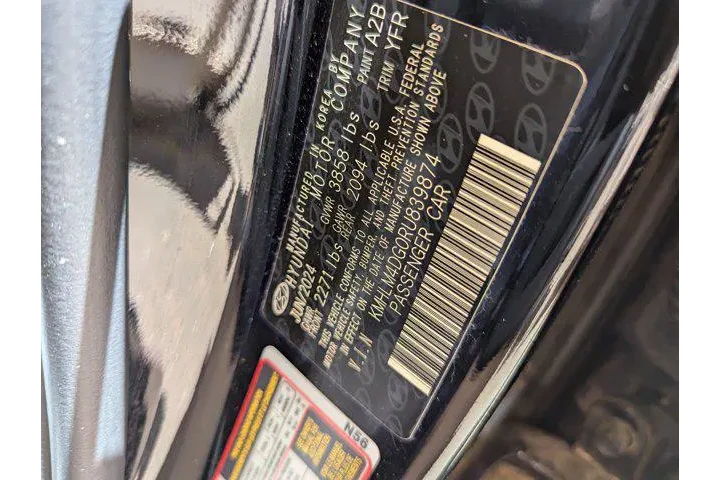 MANUFACTURED IN KOREA BY
HYUNDAI MOTOR COMPANY
JUN/2024 GVWR 3858 lbs PAINT A2B
GAWR FRONT 2271 lbs GAWR REAR 2094 lbs TRIM YFR
THIS VEHICLE CONFORMS TO ALL APPLICABLE U.S.A. FEDERAL
MOTOR VEHICLE SAFETY, BUMPER, AND THEFT PREVENTION STANDARDS
IN EFFECT ON THE DATE OF MANUFACTURE SHOWN ABOVE
V.I.N KMHLM4DG0RU839874
PASSENGER CAR
N56